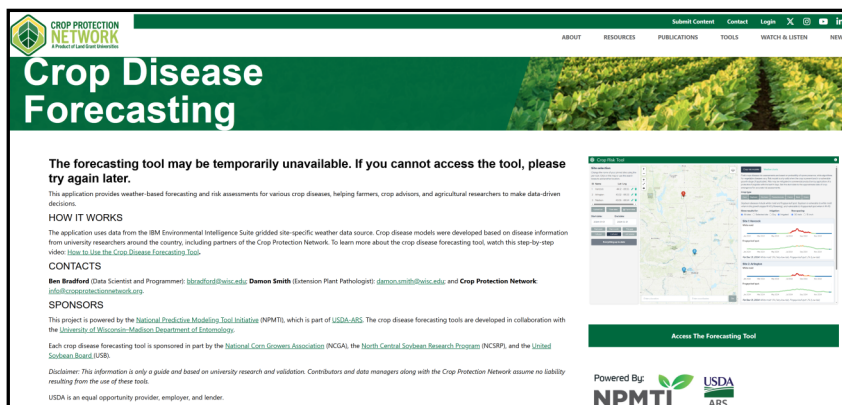 CROP PROTECTION
NETWORK
A Product of Land Grant Universities
Submit Content Contact Login
ABOUT RESOURCES PUBLICATIONS TOOLS WATCH & LISTEN NEW
Crop Disease
Forecasting
The forecasting tool may be temporarily unavailable. If you cannot access the tool, please
try again later.
This application provides weather-based forecasting and risk assessments for various crop diseases, helping farmers, crop advisors, and agricultural researchers to make data-driven
decisions.
HOW IT WORKS
The application uses data from the IBM Environmental Intelligence Suite gridded site-specific weather data source. Crop disease models were developed based on disease information
from university researchers around the country, including partners of the Crop Protection Network. To learn more about the crop disease forecasting tool, watch this step-by-step
video: How to Use the Crop Disease Forecasting Tool.
CONTACTS
Ben Bradford (Data Scientist and Programmer): bbradford@wisc.edu; Damon Smith (Extension Plant Pathologist): damon.smith@wisc.edu; and Crop Protection Network:
info@cropprotectionnetwork.org.
SPONSORS
This project is powered by the National Predictive Modeling Tool Initiative (NPMTI), which is part of USDA-ARS. The crop disease forecasting tools are developed in collaboration with
the University of Wisconsin-Madison Department of Entomology.
Each crop disease forecasting tool is sponsored in part by the National Corn Growers Association (NCGA), the North Central Soybean Research Program (NCSRP), and the United
Soybean Board (USB).
Disclaimer: This information is only a guide and based on university research and validation. Contributors and data managers along with the Crop Protection Network assume no liability
resulting from the use of these tools.
USDA is an equal opportunity provider, employer, and lender.
Crop Risk Tool
Access The Forecasting Tool
Powered By:
NPMTI
USDA
ARS